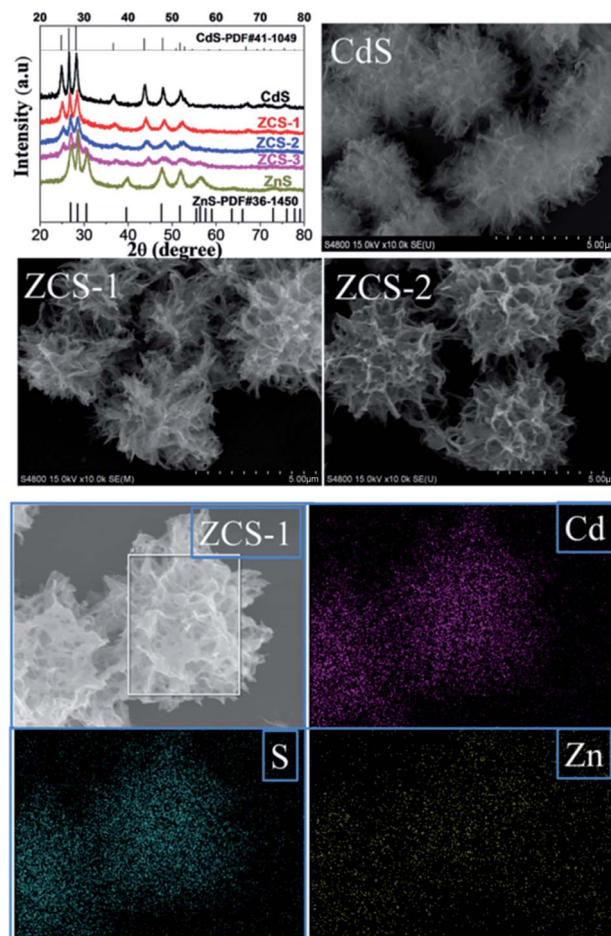 20 30 40 50 60 70 80
CdS-PDF#41-1049
CdS
ZCS-1
ZCS-2
ZCS-3
ZnS
ZnS-PDF#36-1450
Intensity (a.u)
20 30 40 50 60 70 80
2θ (degree)
CdS
S4800 15.0kV x10.0k SE(U) 5.00μm
ZCS-1
S4800 15.0kV x10.0k SE(M) 5.00μm
ZCS-2
S4800 15.0kV x10.0k SE(U) 5.00μm
ZCS-1
Cd
S
Zn